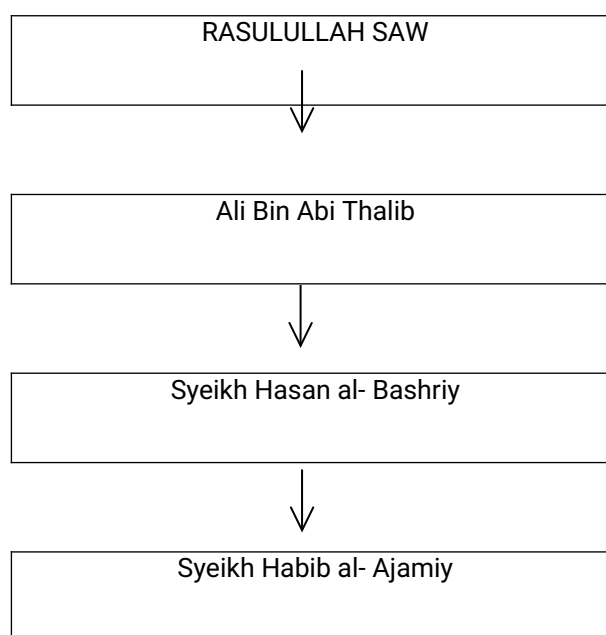 RASULULLAH SAW
Ali Bin Abi Thalib
Syeikh Hasan al- Bashriy
Syeikh Habib al- Ajamiy